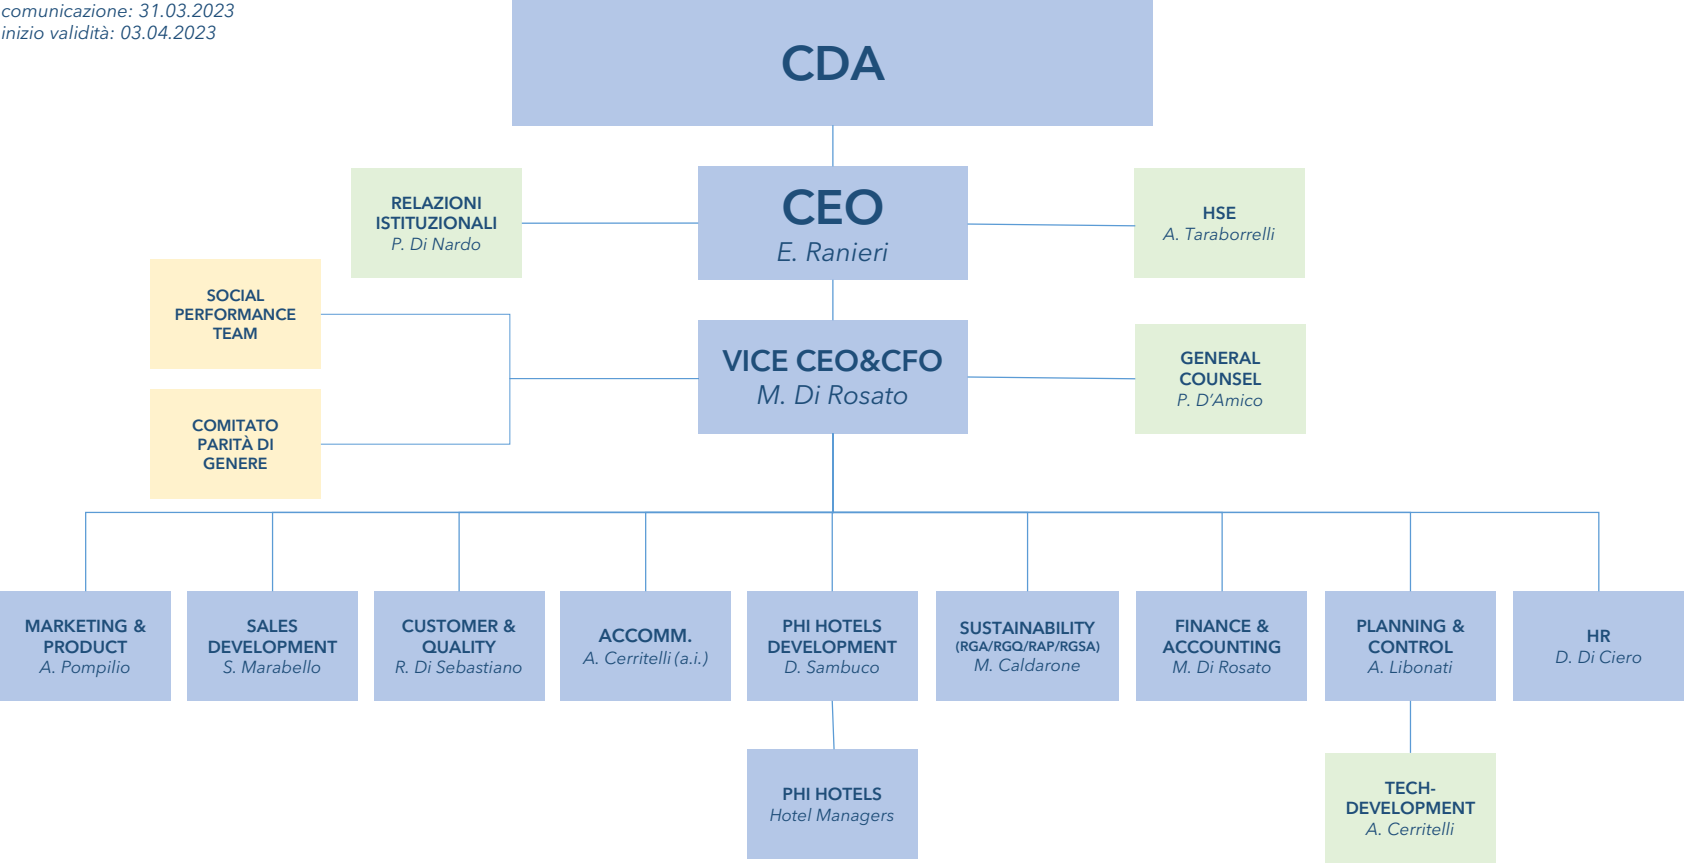 comunicazione: 31.03.2023
inizio validità: 03.04.2023
CDA
RELAZIONI
ISTITUZIONALI
P. Di Nardo
CEO
E. Ranieri
HSE
A. Taraborrelli
SOCIAL
PERFORMANCE
TEAM
VICE CEO&CFO
M. Di Rosato
GENERAL
COUNSEL
P. D'Amico
COMITATO
PARITÀ DI
GENERE
MARKETING &
PRODUCT
A. Pompilio
SALES
DEVELOPMENT
S. Marabello
CUSTOMER &
QUALITY
R. Di Sebastiano
ACCOMM.
A. Cerritelli (a.i.)
PHI HOTELS
DEVELOPMENT
D. Sambuco
SUSTAINABILITY
(RGA/RGQ/RAP/RGSA)
M. Caldarone
FINANCE &
ACCOUNTING
M. Di Rosato
PLANNING &
CONTROL
A. Libonati
HR
D. Di Ciero
PHI HOTELS
Hotel Managers
TECH-
DEVELOPMENT
A. Cerritelli